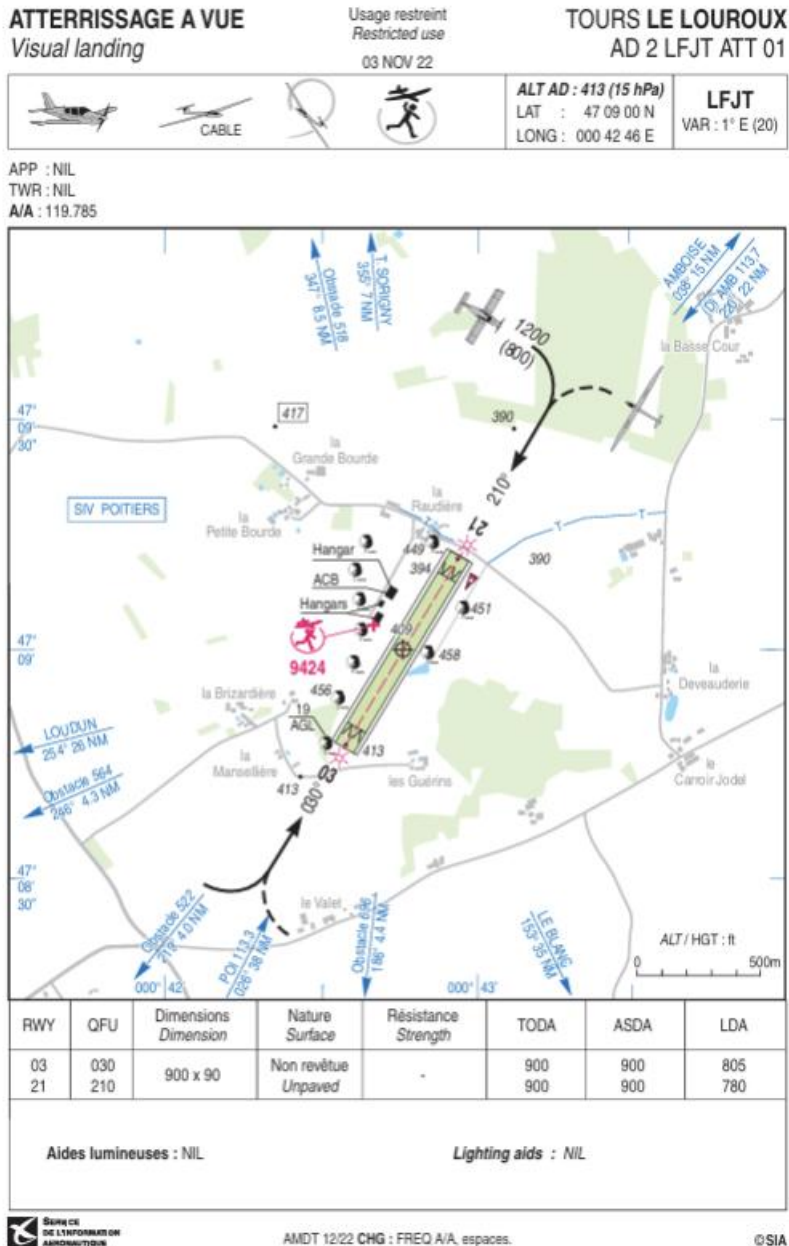 ATTERRISSAGE A VUE
Visual landing
Usage restreint
Restricted use
03 NOV 22
TOURS LE LOUROUX
AD 2 LFJT ATT 01
CABLE
ALT AD : 413 (15 hPa)
LAT : 47 09 00 N
LONG : 000 42 46 E
LFJT
VAR : 1° E (20)
APP : NIL
TWR : NIL
A/A : 119.785
Obstacle 518
347° 8.5 NM
T. SORIGNY
355° 7 NM
AMBOISE
038° 15 NM
(D) AMB 113.7
220° 22 NM
1200
(800)
la Basse Cour
47°
09'
30"
417
390
la
Grande Bourde
210°
SIV POITIERS
la
Petite Bourde
la
Raudière
21
T
T
T
Hangar
449
394
390
ACB
Hangars
451
409
9424
458
47°
09'
la
Deveauderie
la Brizardière
456
19
AGL
LOUDUN
254° 26 NM
413
la
Mansellière
03
les Guérins
le
Carroir Jodel
Obstacle 564
246° 4.3 NM
413
030°
47°
08'
30"
le Valet
Obstacle 522
213° 4.0 NM
POI 113.3
026° 38 NM
Obstacle 696
186° 4.4 NM
LE BLANC
153° 35 NM
ALT / HGT : ft
0 500m
000° 42'
000° 43'
RWY QFU Dimensions Nature Résistance TODA ASDA LDA
Dimension Surface Strength
03 030 900 x 90 Non revêtue - 900 900 805
21 210 Unpaved 900 900 780
Aides lumineuses : NIL
Lighting aids : NIL
SERVICE
DE L'INFORMATION
AERONAUTIQUE
AMDT 12/22 CHG : FREQ A/A, espaces.
©SIA